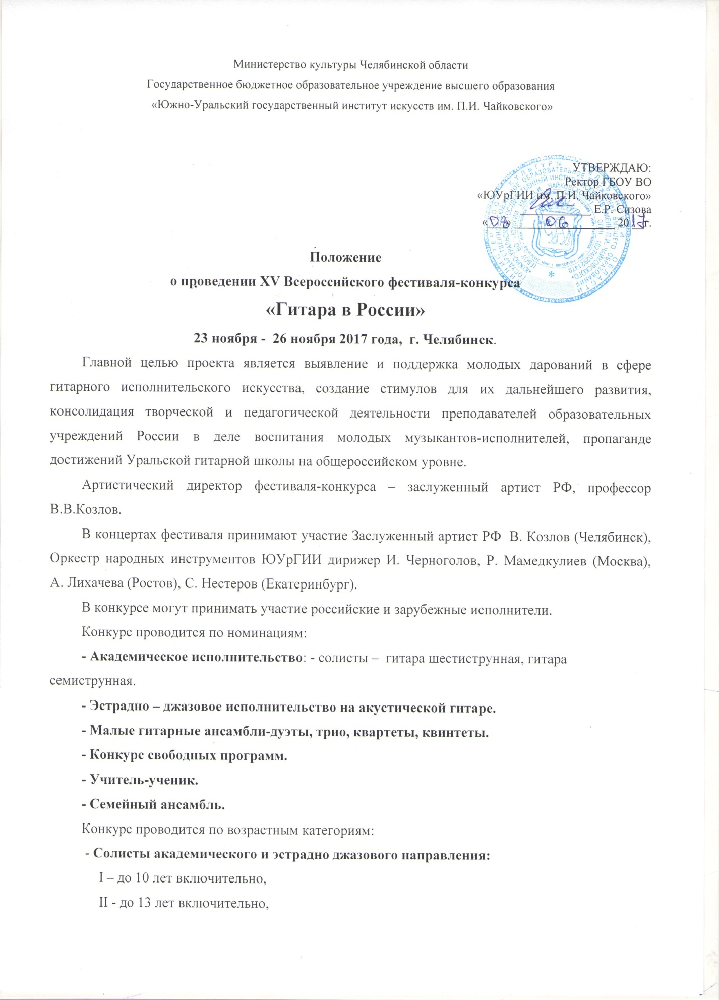 Министерство культуры Челябинской области
Государственное бюджетное образовательное учреждение высшего образования
«Южно-Уральский государственный институт искусств им. П.И. Чайковского»
УТВЕРЖДАЮ:
Ректор ГБОУ ВО
«ЮУрГИИ им. П.И. Чайковского»
Е.Р. Сизова
«08» 06 2017г.
Положение
о проведении XV Всероссийского фестиваля-конкурса
«Гитара в России»
23 ноября - 26 ноября 2017 года, г. Челябинск.
Главной целью проекта является выявление и поддержка молодых дарований в сфере
гитарного исполнительского искусства, создание стимулов для их дальнейшего развития,
консолидация творческой и педагогической деятельности преподавателей образовательных
учреждений России в деле воспитания молодых музыкантов-исполнителей, пропаганде
достижений Уральской гитарной школы на общероссийском уровне.
Артистический директор фестиваля-конкурса – заслуженный артист РФ, профессор
В.В.Козлов.
В концертах фестиваля принимают участие Заслуженный артист РФ В. Козлов (Челябинск),
Оркестр народных инструментов ЮУрГИИ дирижер И. Черноголов, Р. Мамедкулиев (Москва),
А. Лихачева (Ростов), С. Нестеров (Екатеринбург).
В конкурсе могут принимать участие российские и зарубежные исполнители.
Конкурс проводится по номинациям:
- Академическое исполнительство: - солисты – гитара шестиструнная, гитара
семиструнная.
- Эстрадно – джазовое исполнительство на акустической гитаре.
- Малые гитарные ансамбли-дуэты, трио, квартеты, квинтеты.
- Конкурс свободных программ.
- Учитель-ученик.
- Семейный ансамбль.
Конкурс проводится по возрастным категориям:
- Солисты академического и эстрадно джазового направления:
I – до 10 лет включительно,
II - до 13 лет включительно,